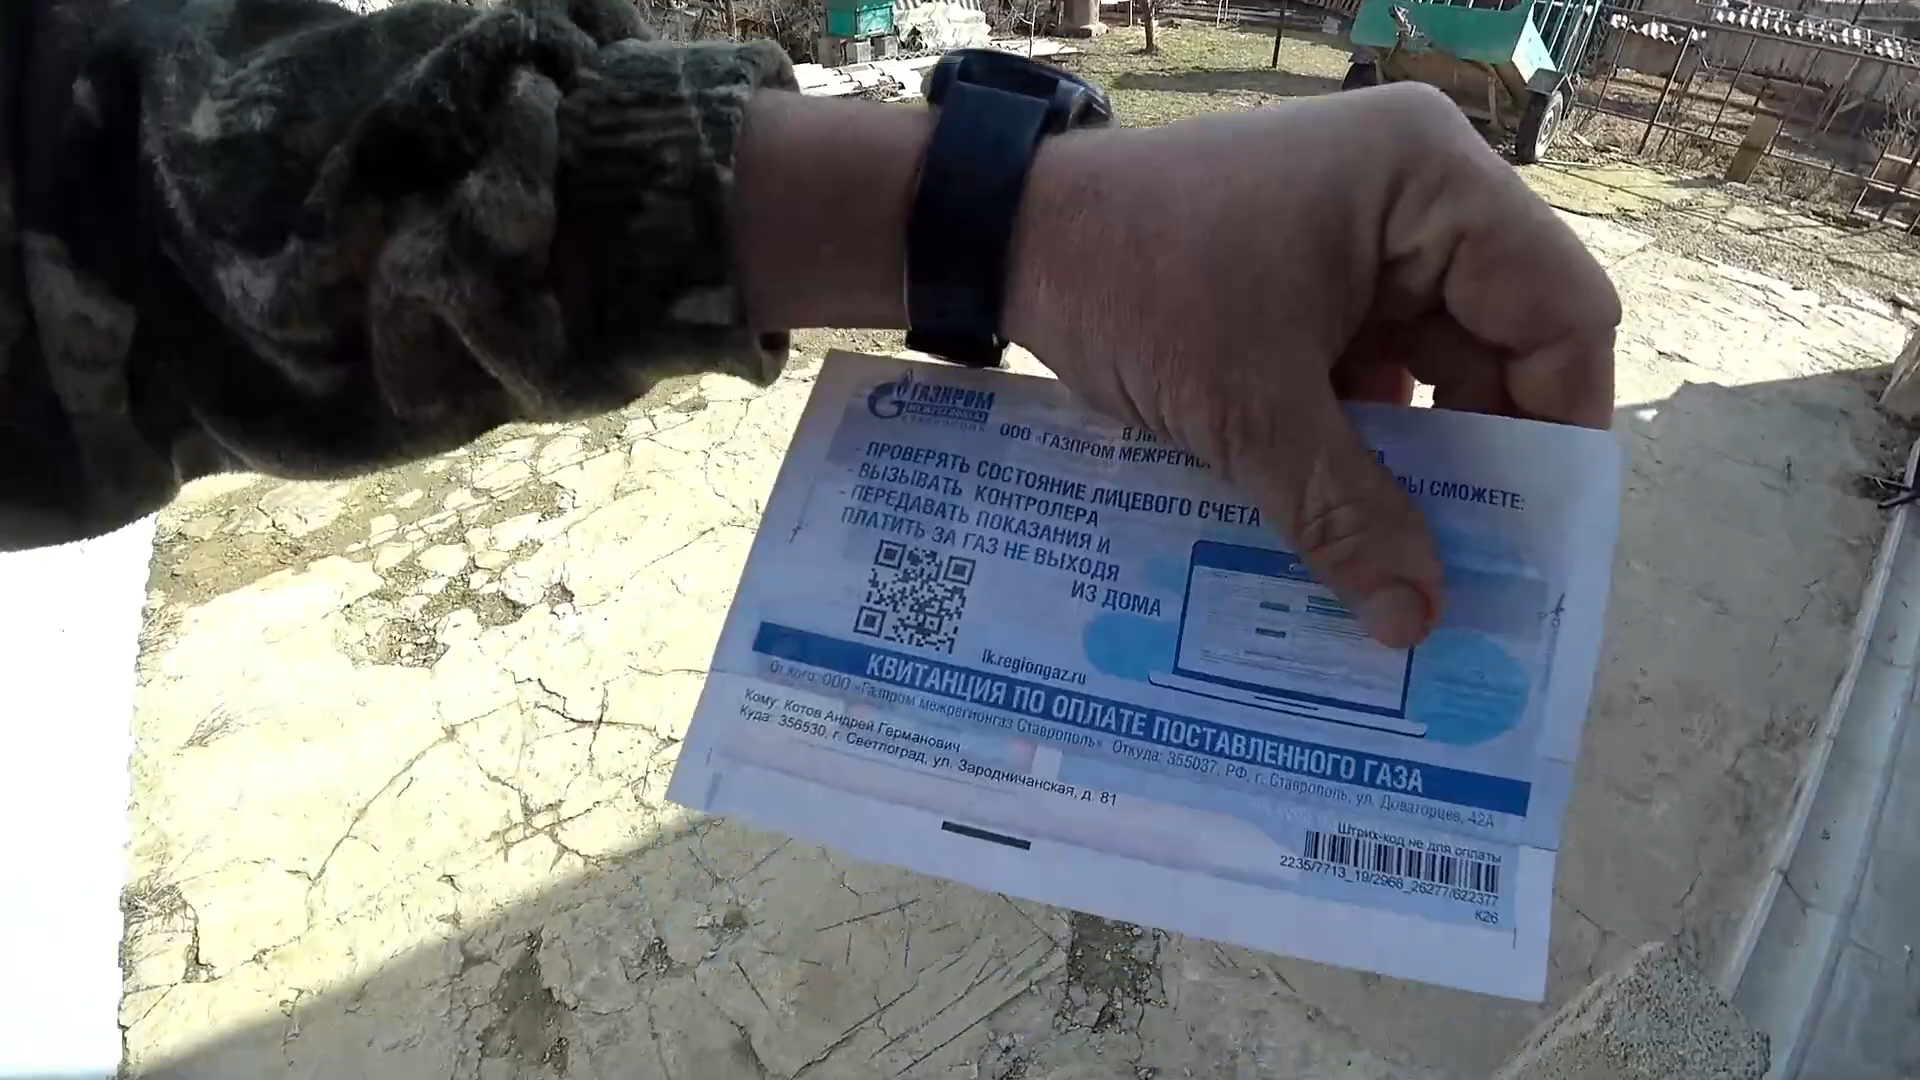 ГАЗПРОМ
МЕЖРЕГИОНГАЗ
СТАВРОПОЛЬ
ООО «ГАЗПРОМ
ВЫ СМОЖЕТЕ:
- ПРОВЕРЯТЬ СОСТОЯНИЕ ЛИЦЕВОГО СЧЕТА
- ВЫЗЫВАТЬ КОНТРОЛЕРА
- ПЕРЕДАВАТЬ ПОКАЗАНИЯ И
ПЛАТИТЬ ЗА ГАЗ НЕ ВЫХОДЯ
ИЗ ДОМА
lk.regiongaz.ru
КВИТАНЦИЯ ПО ОПЛАТЕ ПОСТАВЛЕННОГО ГАЗА
От кого: ООО «Газпром межрегионгаз Ставрополь» Откуда: 355037, РФ, г. Ставрополь, ул. Доваторцев, 42А
Кому: Котов Андрей Германович
Куда: 356530, г. Светлоград, ул. Зародничанская, д. 81
Штрих-код не для оплаты
2235/7713_19/2968_26277/622377
К26